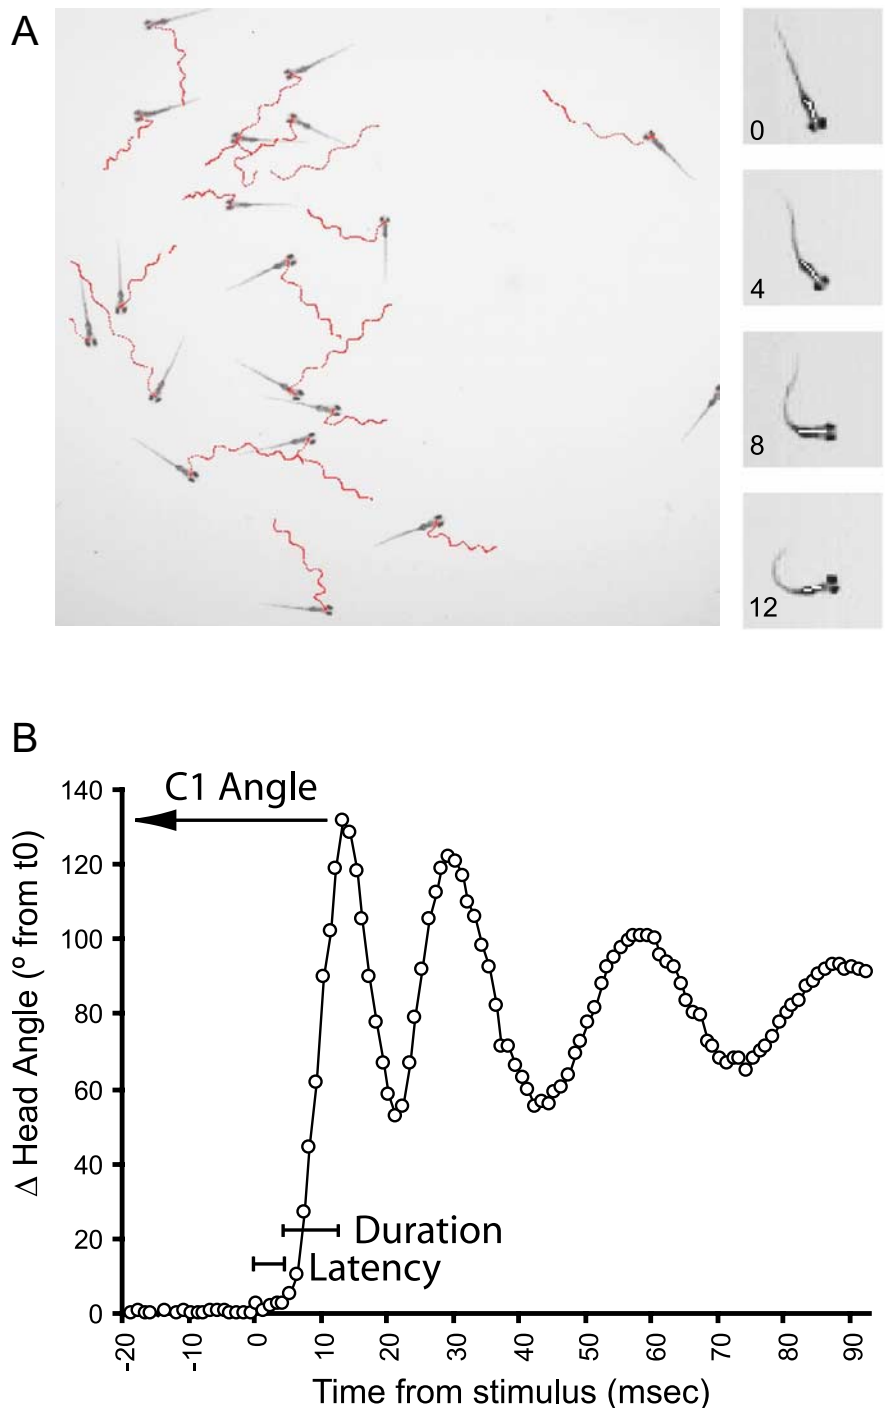 A
0
4
8
12
B
C1 Angle
Δ Head Angle (º from t0)
140
120
100
80
60
40
20
0
Duration
Latency
-20 -10 0 10 20 30 40 50 60 70 80 90
Time from stimulus (msec)